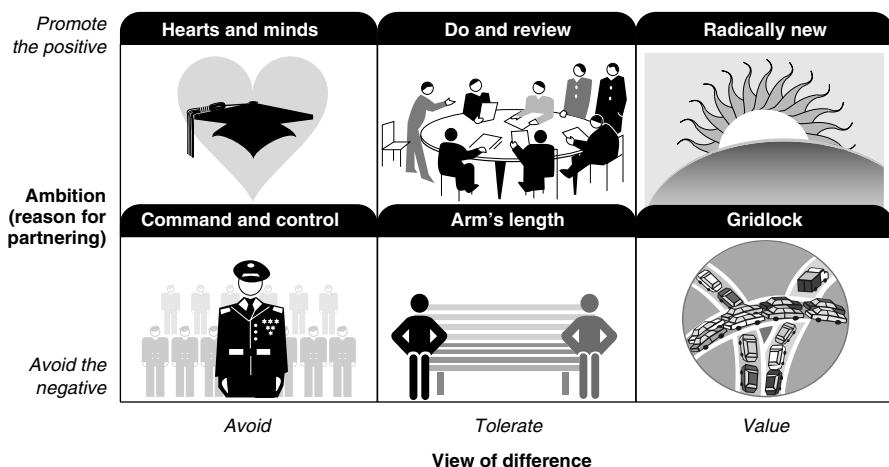 Promote
the positive
Hearts and minds
Do and review
Radically new
Ambition
(reason for
partnering)
Command and control
Arm's length
Gridlock
Avoid the
negative
Avoid
Tolerate
Value
View of difference